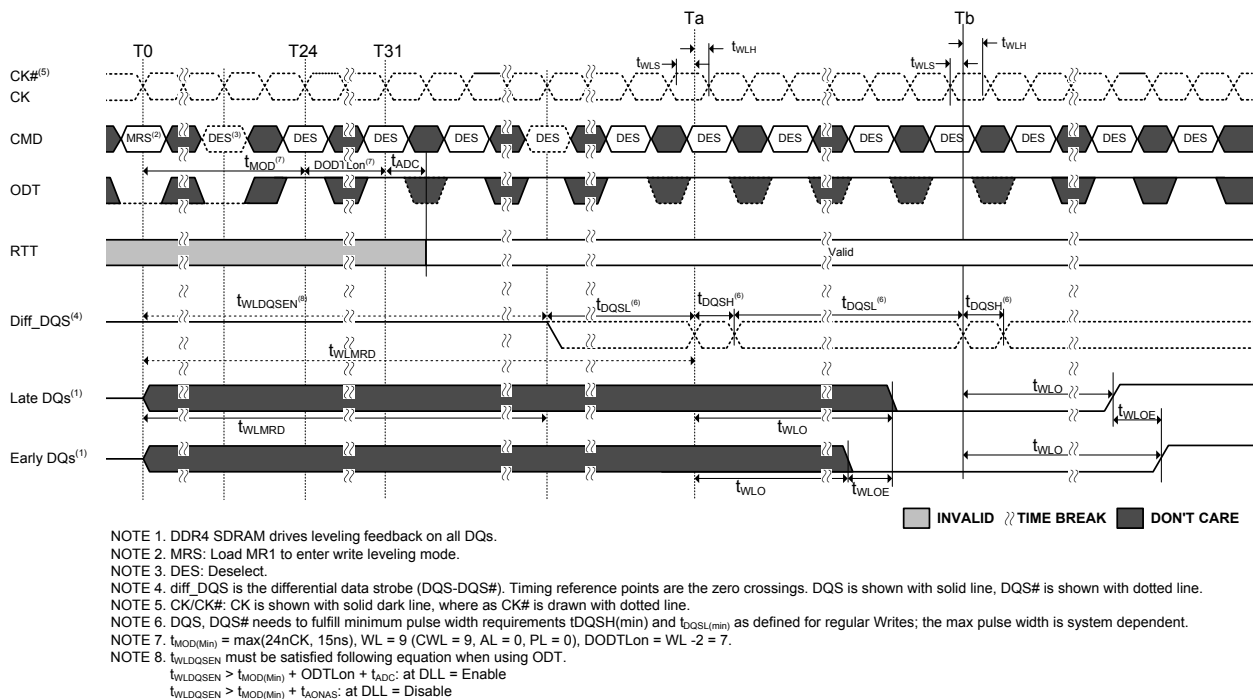 Ta Tb
T0 T24 T31 tWLH tWLH
tWLS tWLS
CK#(5)
CK
CMD MRS(2) DES(3) DES DES DES DES DES DES DES DES DES DES DES
tMOD(7) DODTLon(7) tADC
ODT
RTT Valid
tWLDQSEN(8) tDQSL(6) tDQSH(6) tDQSL(6) tDQSH(6)
Diff_DQS(4)
tWLMRD
tWLO
Late DQs(1)
tWLMRD tWLO tWLOE
tWLO
Early DQs(1)
tWLO tWLOE
INVALID TIME BREAK DON'T CARE
NOTE 1. DDR4 SDRAM drives leveling feedback on all DQs.
NOTE 2. MRS: Load MR1 to enter write leveling mode.
NOTE 3. DES: Deselect.
NOTE 4. diff_DQS is the differential data strobe (DQS-DQS#). Timing reference points are the zero crossings. DQS is shown with solid line, DQS# is shown with dotted line.
NOTE 5. CK/CK#: CK is shown with solid dark line, where as CK# is drawn with dotted line.
NOTE 6. DQS, DQS# needs to fulfill minimum pulse width requirements tDQSH(min) and tDQSL(min) as defined for regular Writes; the max pulse width is system dependent.
NOTE 7. tMOD(Min) = max(24nCK, 15ns), WL = 9 (CWL = 9, AL = 0, PL = 0), DODTLon = WL -2 = 7.
NOTE 8. tWLDQSEN must be satisfied following equation when using ODT.
tWLDQSEN > tMOD(Min) + ODTLon + tADC: at DLL = Enable
tWLDQSEN > tMOD(Min) + tAONAS: at DLL = Disable